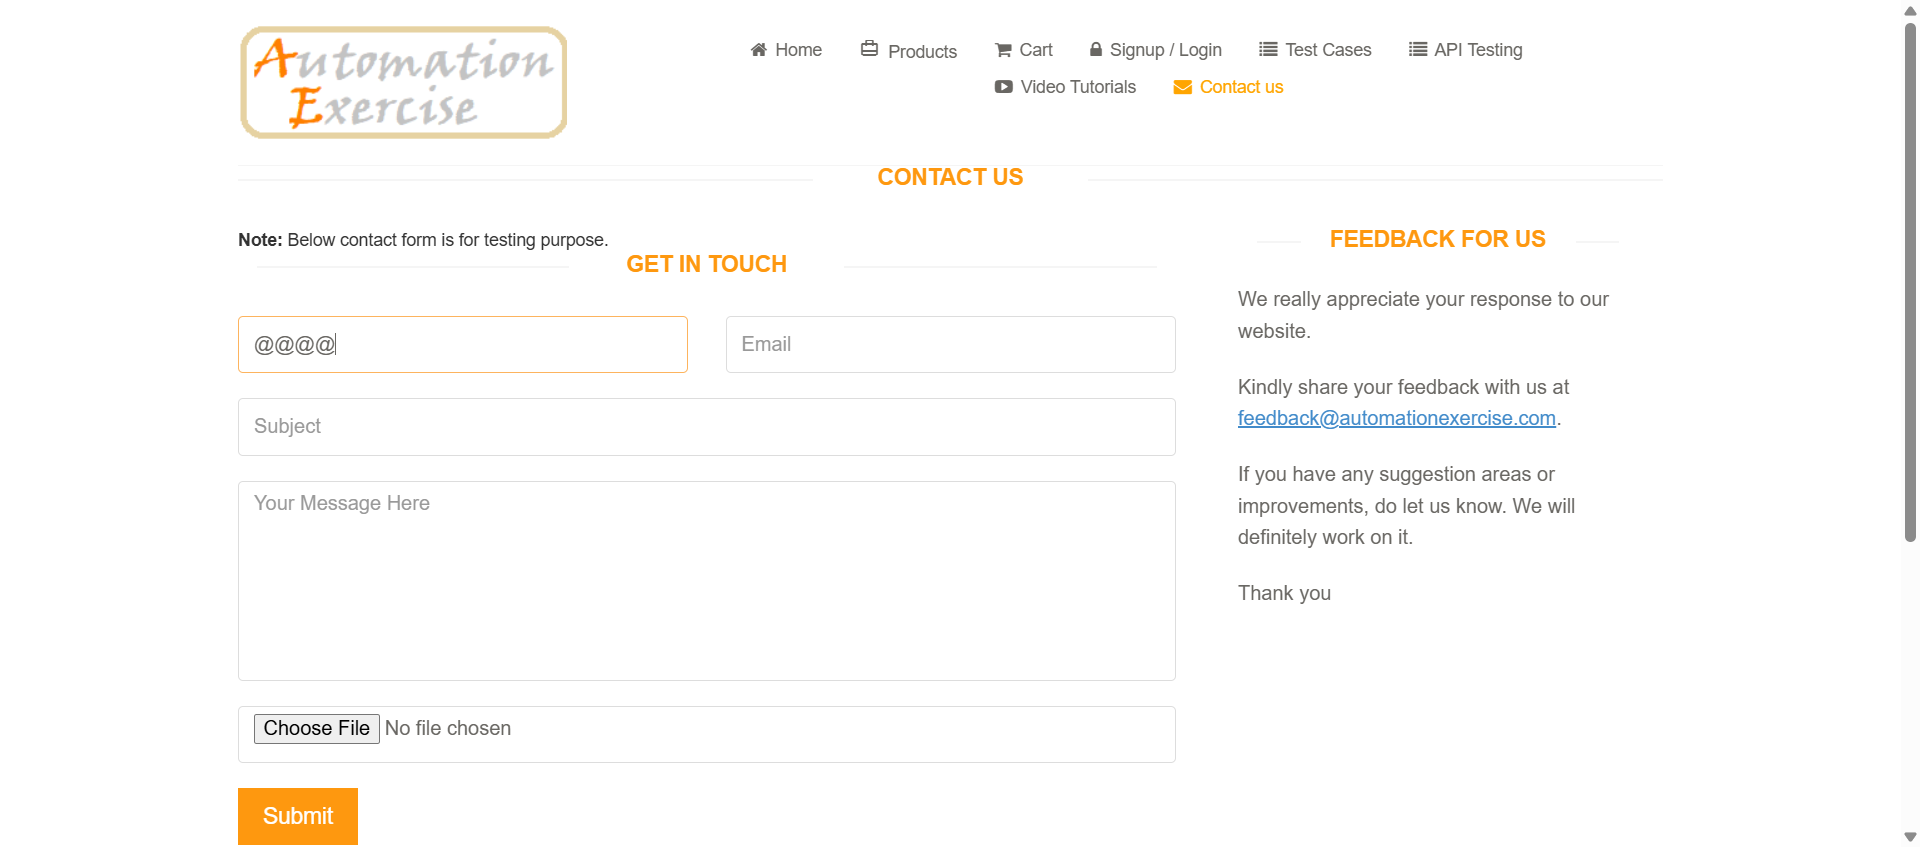 Automation
Exercise
Home
Products
Cart
Signup / Login
Test Cases
API Testing
Video Tutorials
Contact us
CONTACT US
Note: Below contact form is for testing purpose.
GET IN TOUCH
@@@@
Email
Subject
Your Message Here
Choose File No file chosen
Submit
FEEDBACK FOR US
We really appreciate your response to our
website.
Kindly share your feedback with us at
feedback@automationexercise.com.
If you have any suggestion areas or
improvements, do let us know. We will
definitely work on it.
Thank you